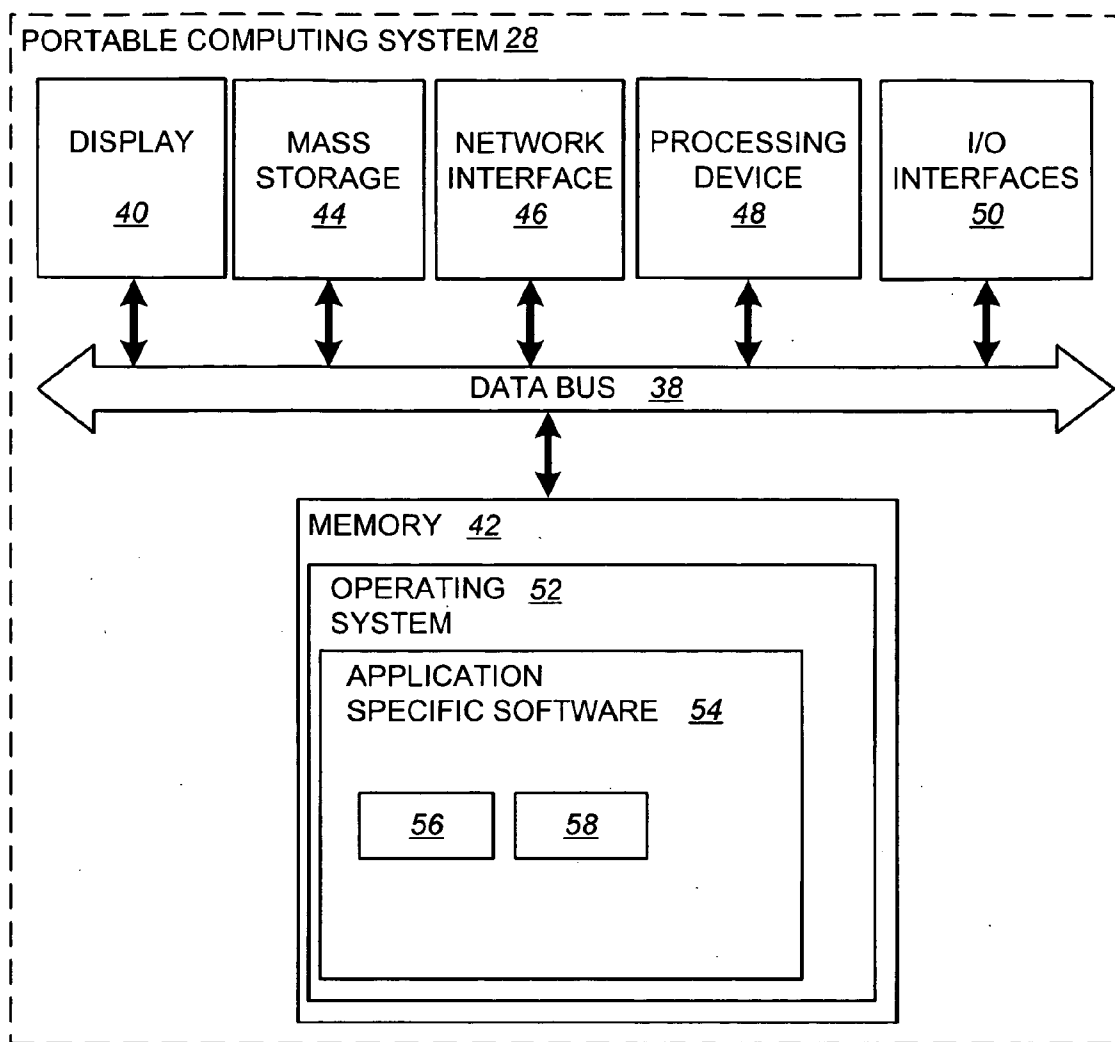 PORTABLE COMPUTING SYSTEM 28
DISPLAY
40
MASS
STORAGE
44
NETWORK
INTERFACE
46
PROCESSING
DEVICE
48
I/O
INTERFACES
50
DATA BUS 38
MEMORY 42
OPERATING 52
SYSTEM
APPLICATION
SPECIFIC SOFTWARE 54
56
58